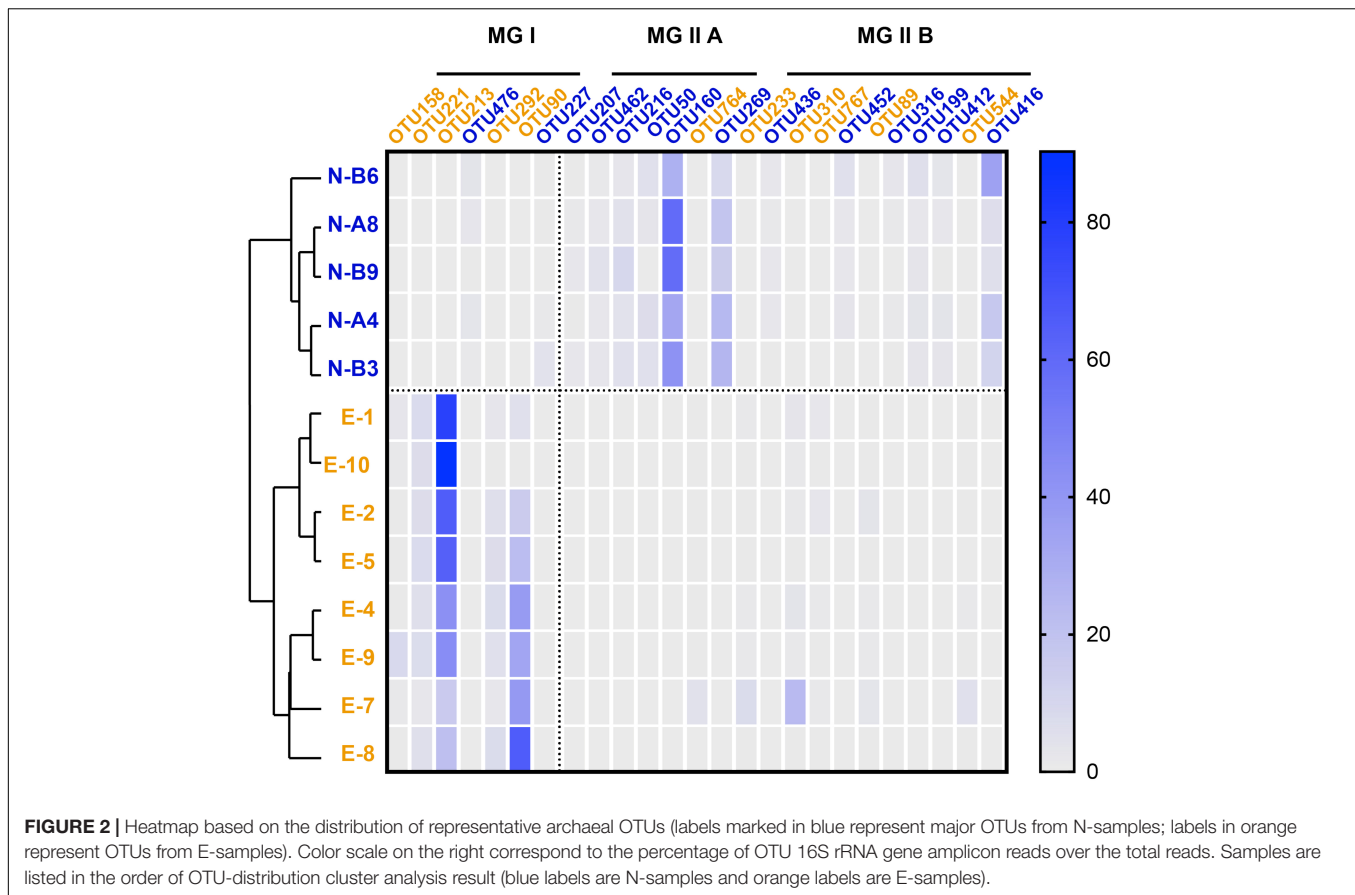 MG I MG II A MG II B
OTU158 OTU221 OTU213 OTU476 OTU292 OTU90 OTU227 OTU207 OTU462 OTU216 OTU50 OTU160 OTU764 OTU269 OTU233 OTU436 OTU310 OTU767 OTU452 OTU89 OTU316 OTU199 OTU412 OTU544 OTU416
N-B6
N-A8
80
N-B9
N-A4
60
N-B3
E-1
E-10
40
E-2
E-5
E-4
20
E-9
E-7
E-8
0
FIGURE 2 | Heatmap based on the distribution of representative archaeal OTUs (labels marked in blue represent major OTUs from N-samples; labels in orange
represent OTUs from E-samples). Color scale on the right correspond to the percentage of OTU 16S rRNA gene amplicon reads over the total reads. Samples are
listed in the order of OTU-distribution cluster analysis result (blue labels are N-samples and orange labels are E-samples).